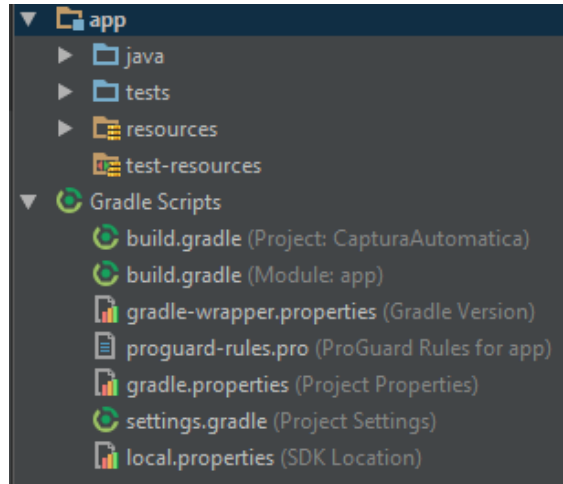 app
java
tests
resources
test-resources
Gradle Scripts
build.gradle (Project: CapturaAutomatica)
build.gradle (Module: app)
gradle-wrapper.properties (Gradle Version)
proguard-rules.pro (ProGuard Rules for app)
gradle.properties (Project Properties)
settings.gradle (Project Settings)
local.properties (SDK Location)